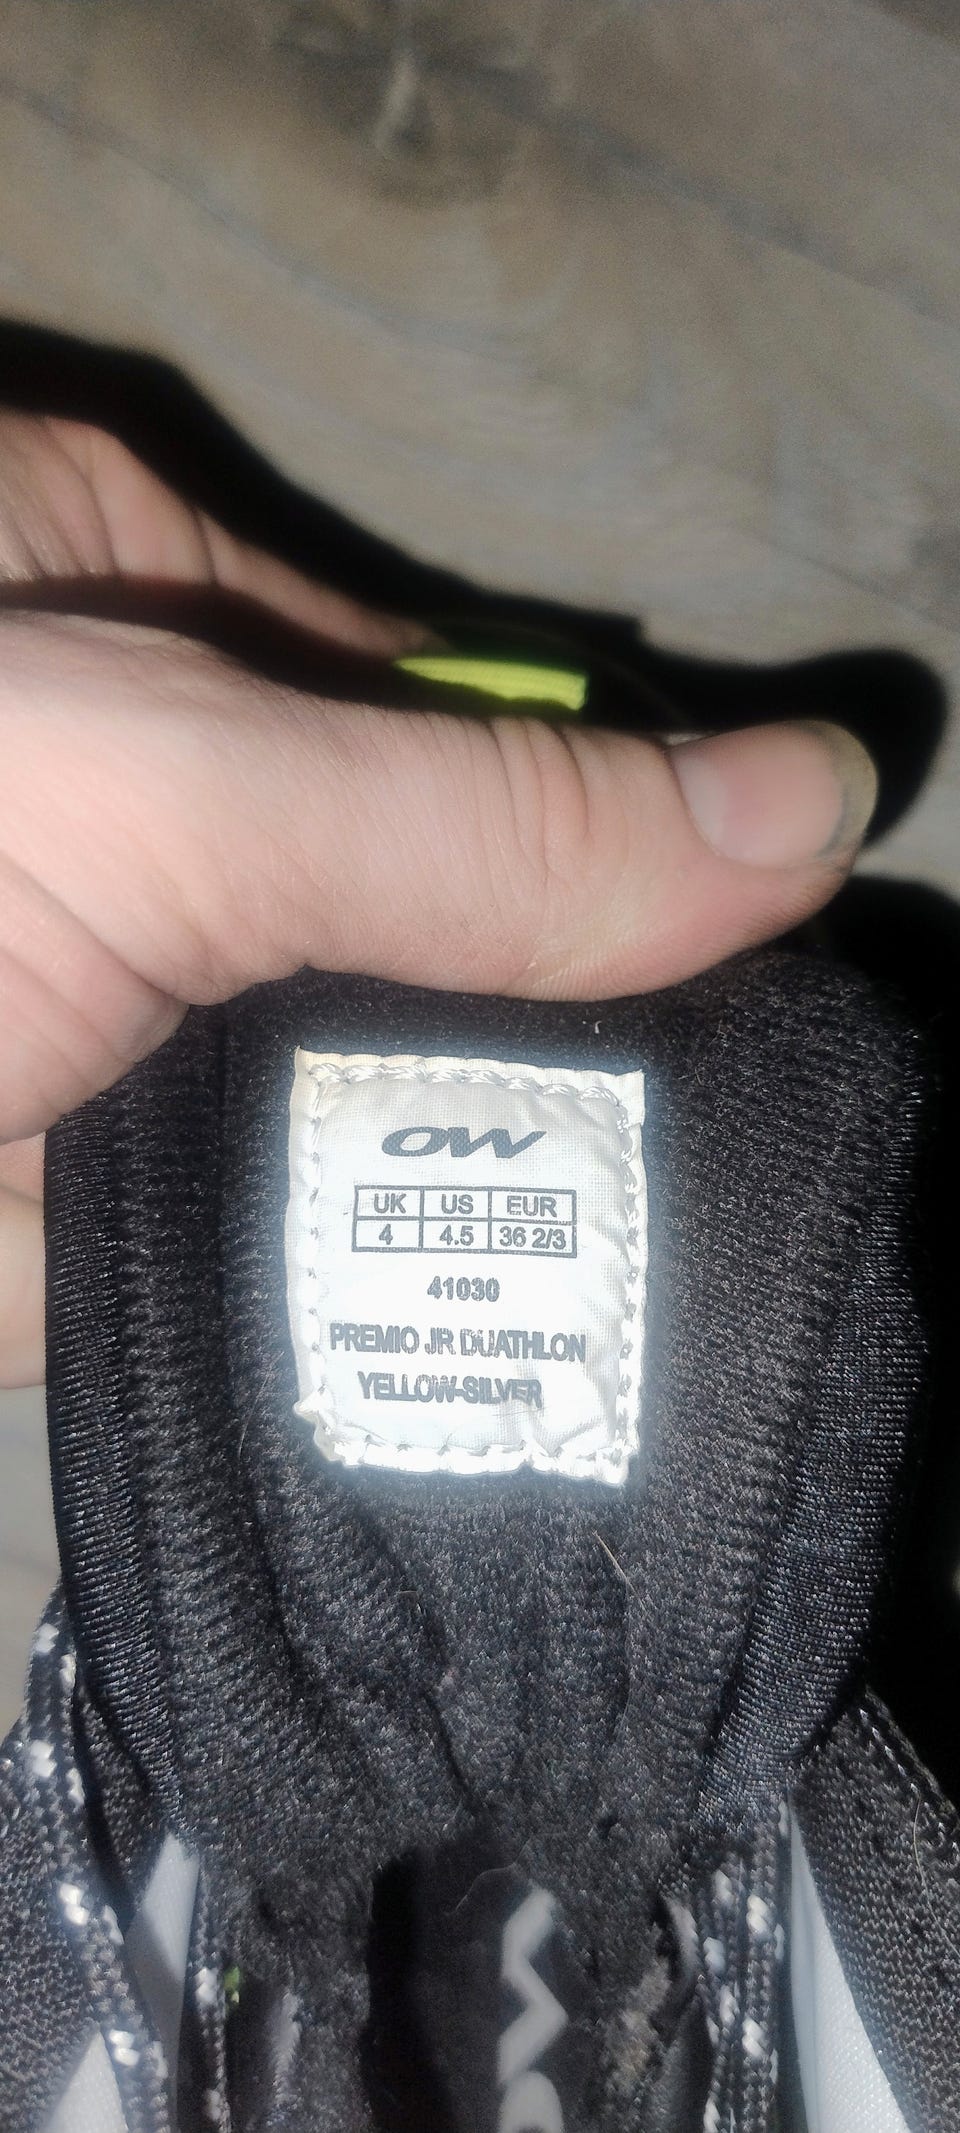 OW
UK US EUR
4 4.5 36 2/3
41030
PREMIO JR DUATHLON
YELLOW-SILVER